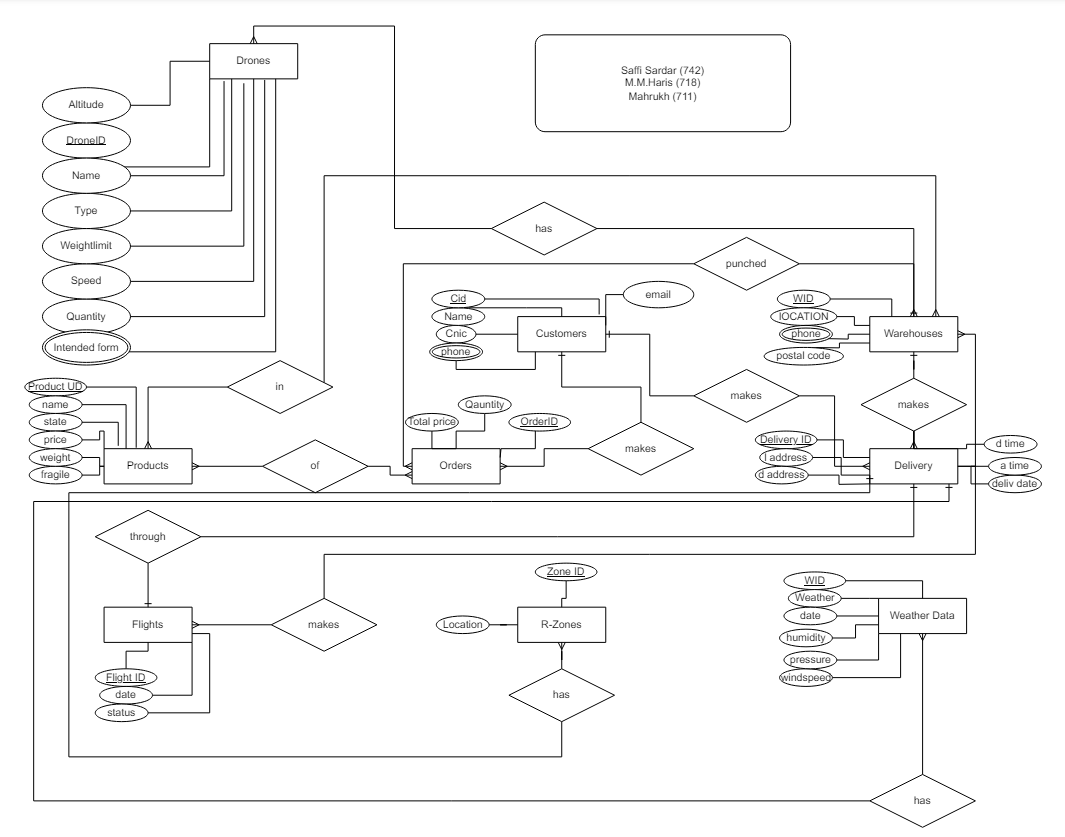 Drones
Saffi Sardar (742)
M.M.Haris (718)
Mahrukh (711)
Altitude
DroneID
Name
Type
Weightlimit
Speed
Quantity
Intended form
has
punched
Cid
Name
Cnic
phone
email
Customers
WID
lOCATION
phone
postal code
Warehouses
in
makes
makes
Product UD
name
state
price
weight
fragile
Products
of
Total price
Qauntity
OrderID
Orders
makes
Delivery ID
l address
d address
Delivery
d time
a time
deliv date
through
Flights
makes
Flight ID
date
status
Zone ID
Location
R-Zones
has
WID
Weather
date
humidity
pressure
windspeed
Weather Data
has